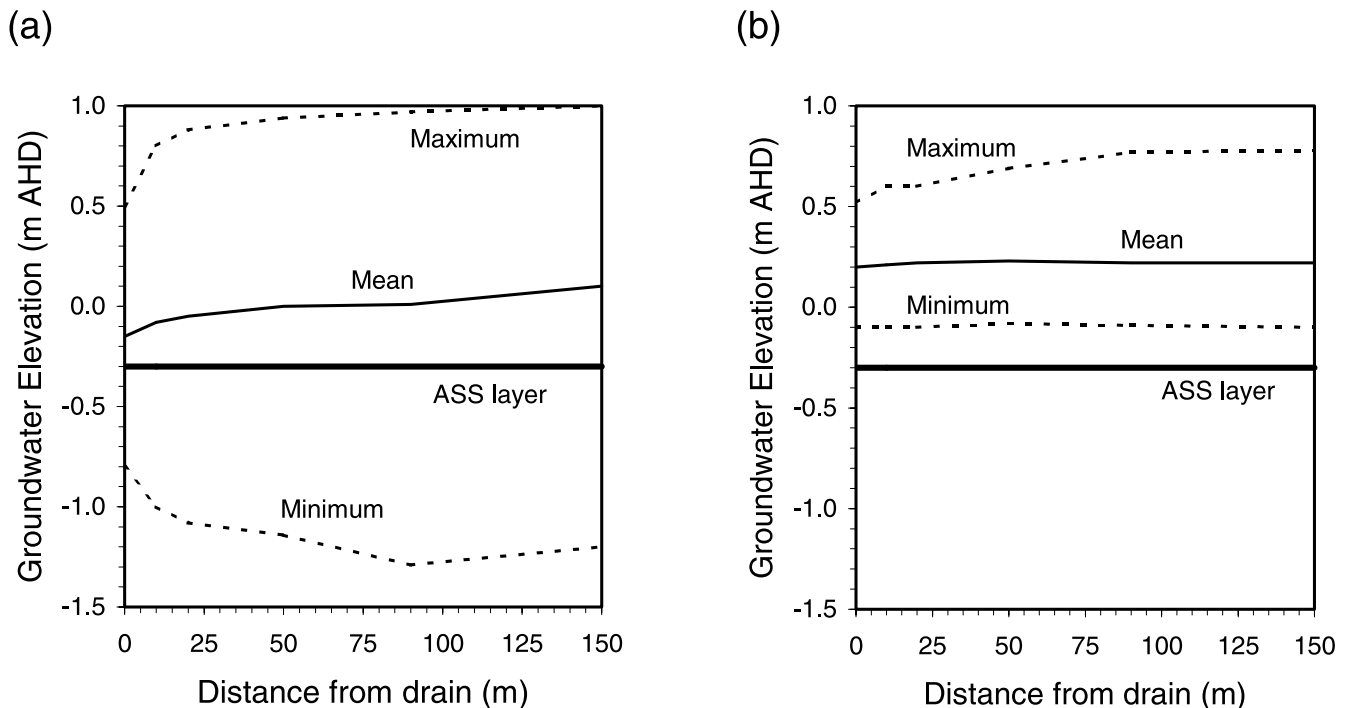 (a)
Groundwater Elevation (m AHD)
1.0
0.5
0.0
-0.5
-1.0
-1.5
Maximum
Mean
ASS layer
Minimum
0 25 50 75 100 125 150
Distance from drain (m)
(b)
Groundwater Elevation (m AHD)
1.0
0.5
0.0
-0.5
-1.0
-1.5
Maximum
Mean
Minimum
ASS layer
0 25 50 75 100 125 150
Distance from drain (m)